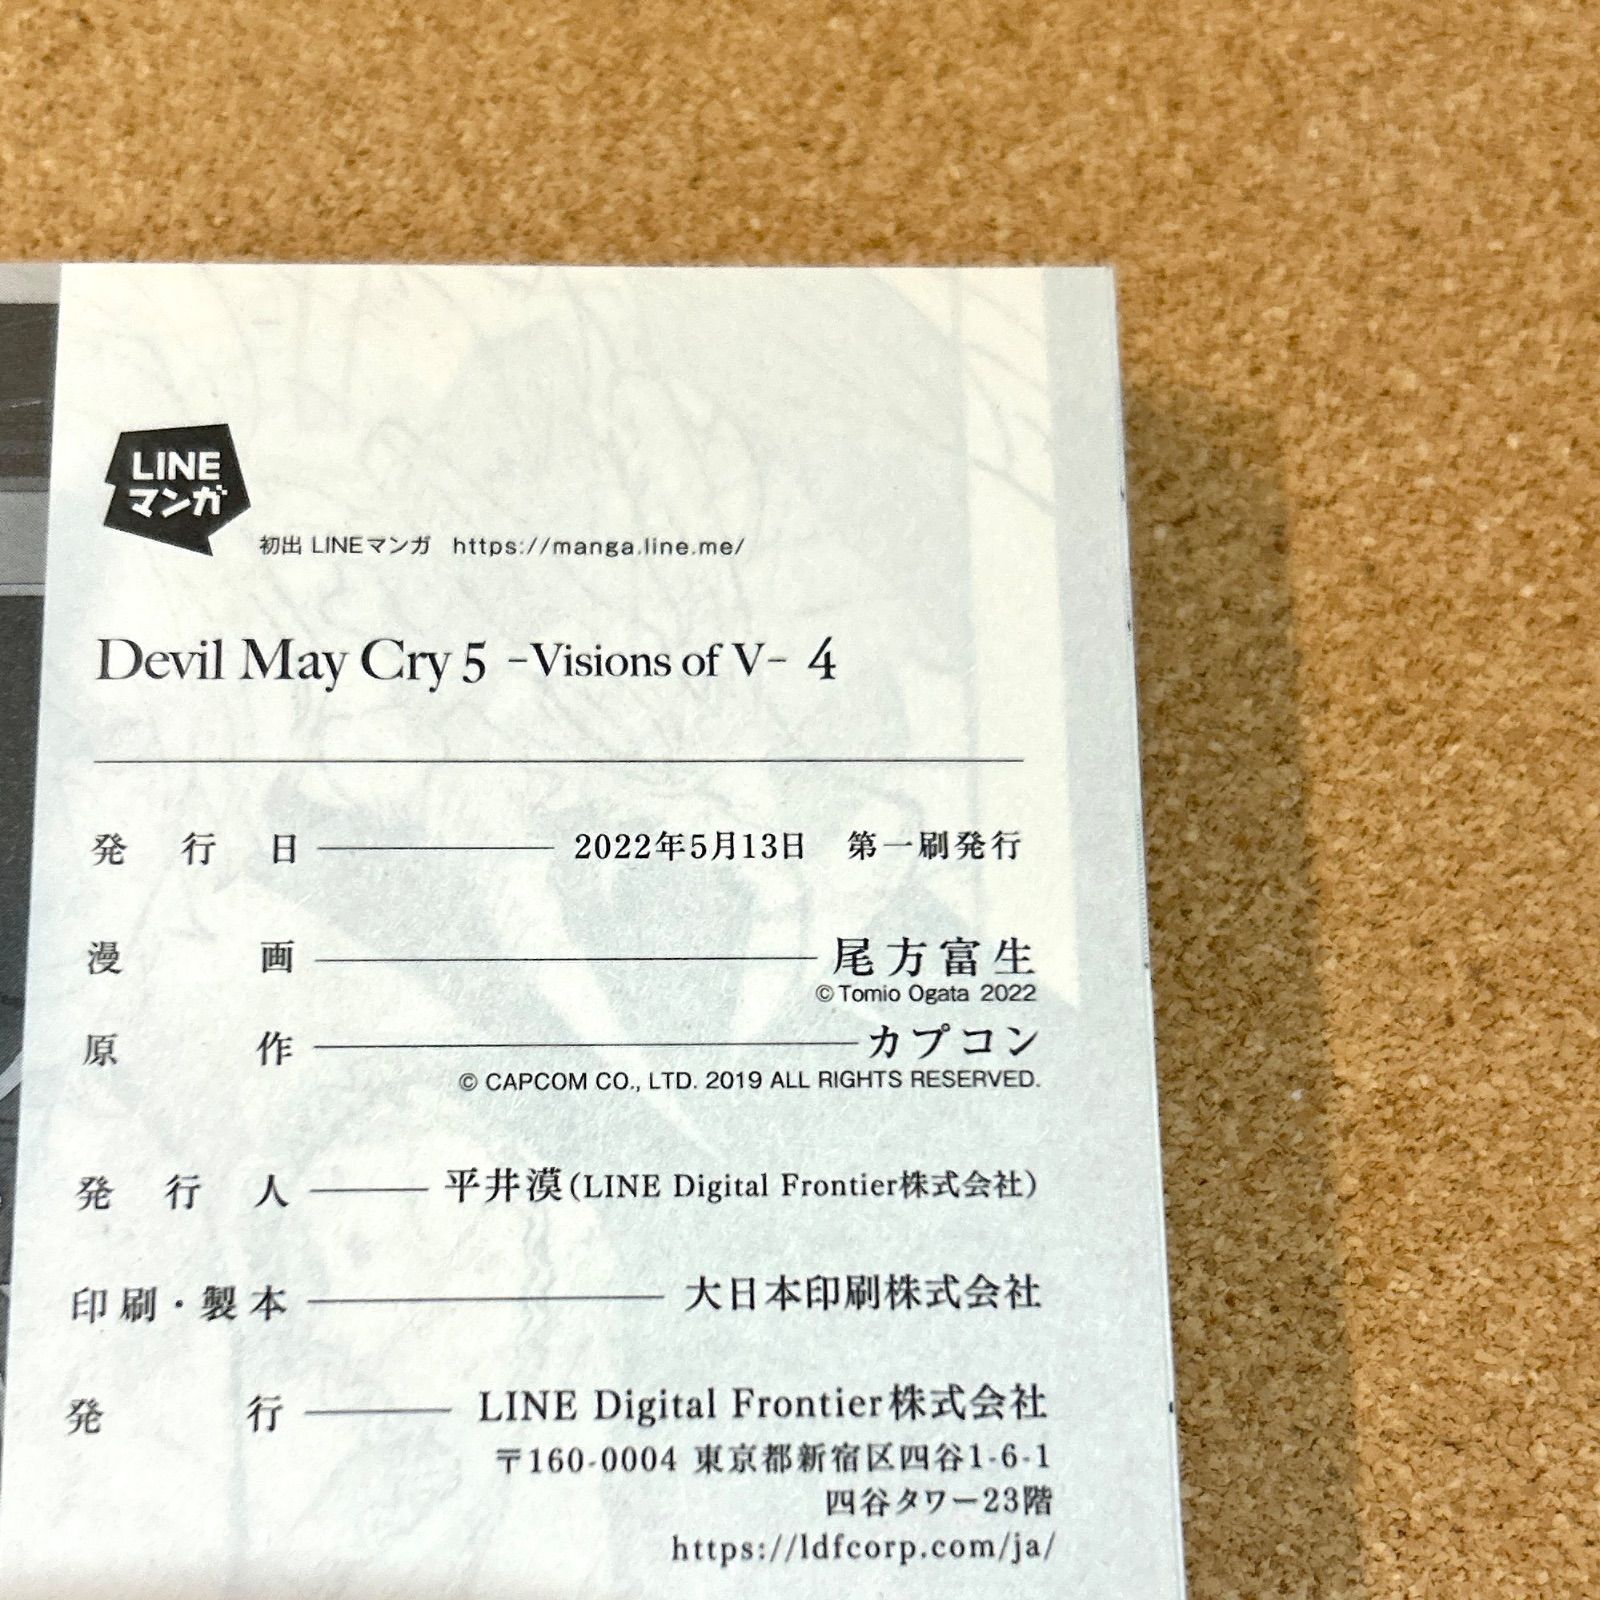 LINE
マンガ
初出 LINEマンガ https://manga.line.me/
Devil May Cry 5 -Visions of V- 4
発行日 2022年5月13日 第一刷発行
漫画 尾方富生
©Tomio Ogata 2022
原作 カプコン
© CAPCOM CO., LTD. 2019 ALL RIGHTS RESERVED.
発行人 平井漠(LINE Digital Frontier株式会社)
印刷・製本 大日本印刷株式会社
発行 LINE Digital Frontier株式会社
〒160-0004 東京都新宿区四谷1-6-1
四谷タワー23階
https://ldfcorp.com/ja/